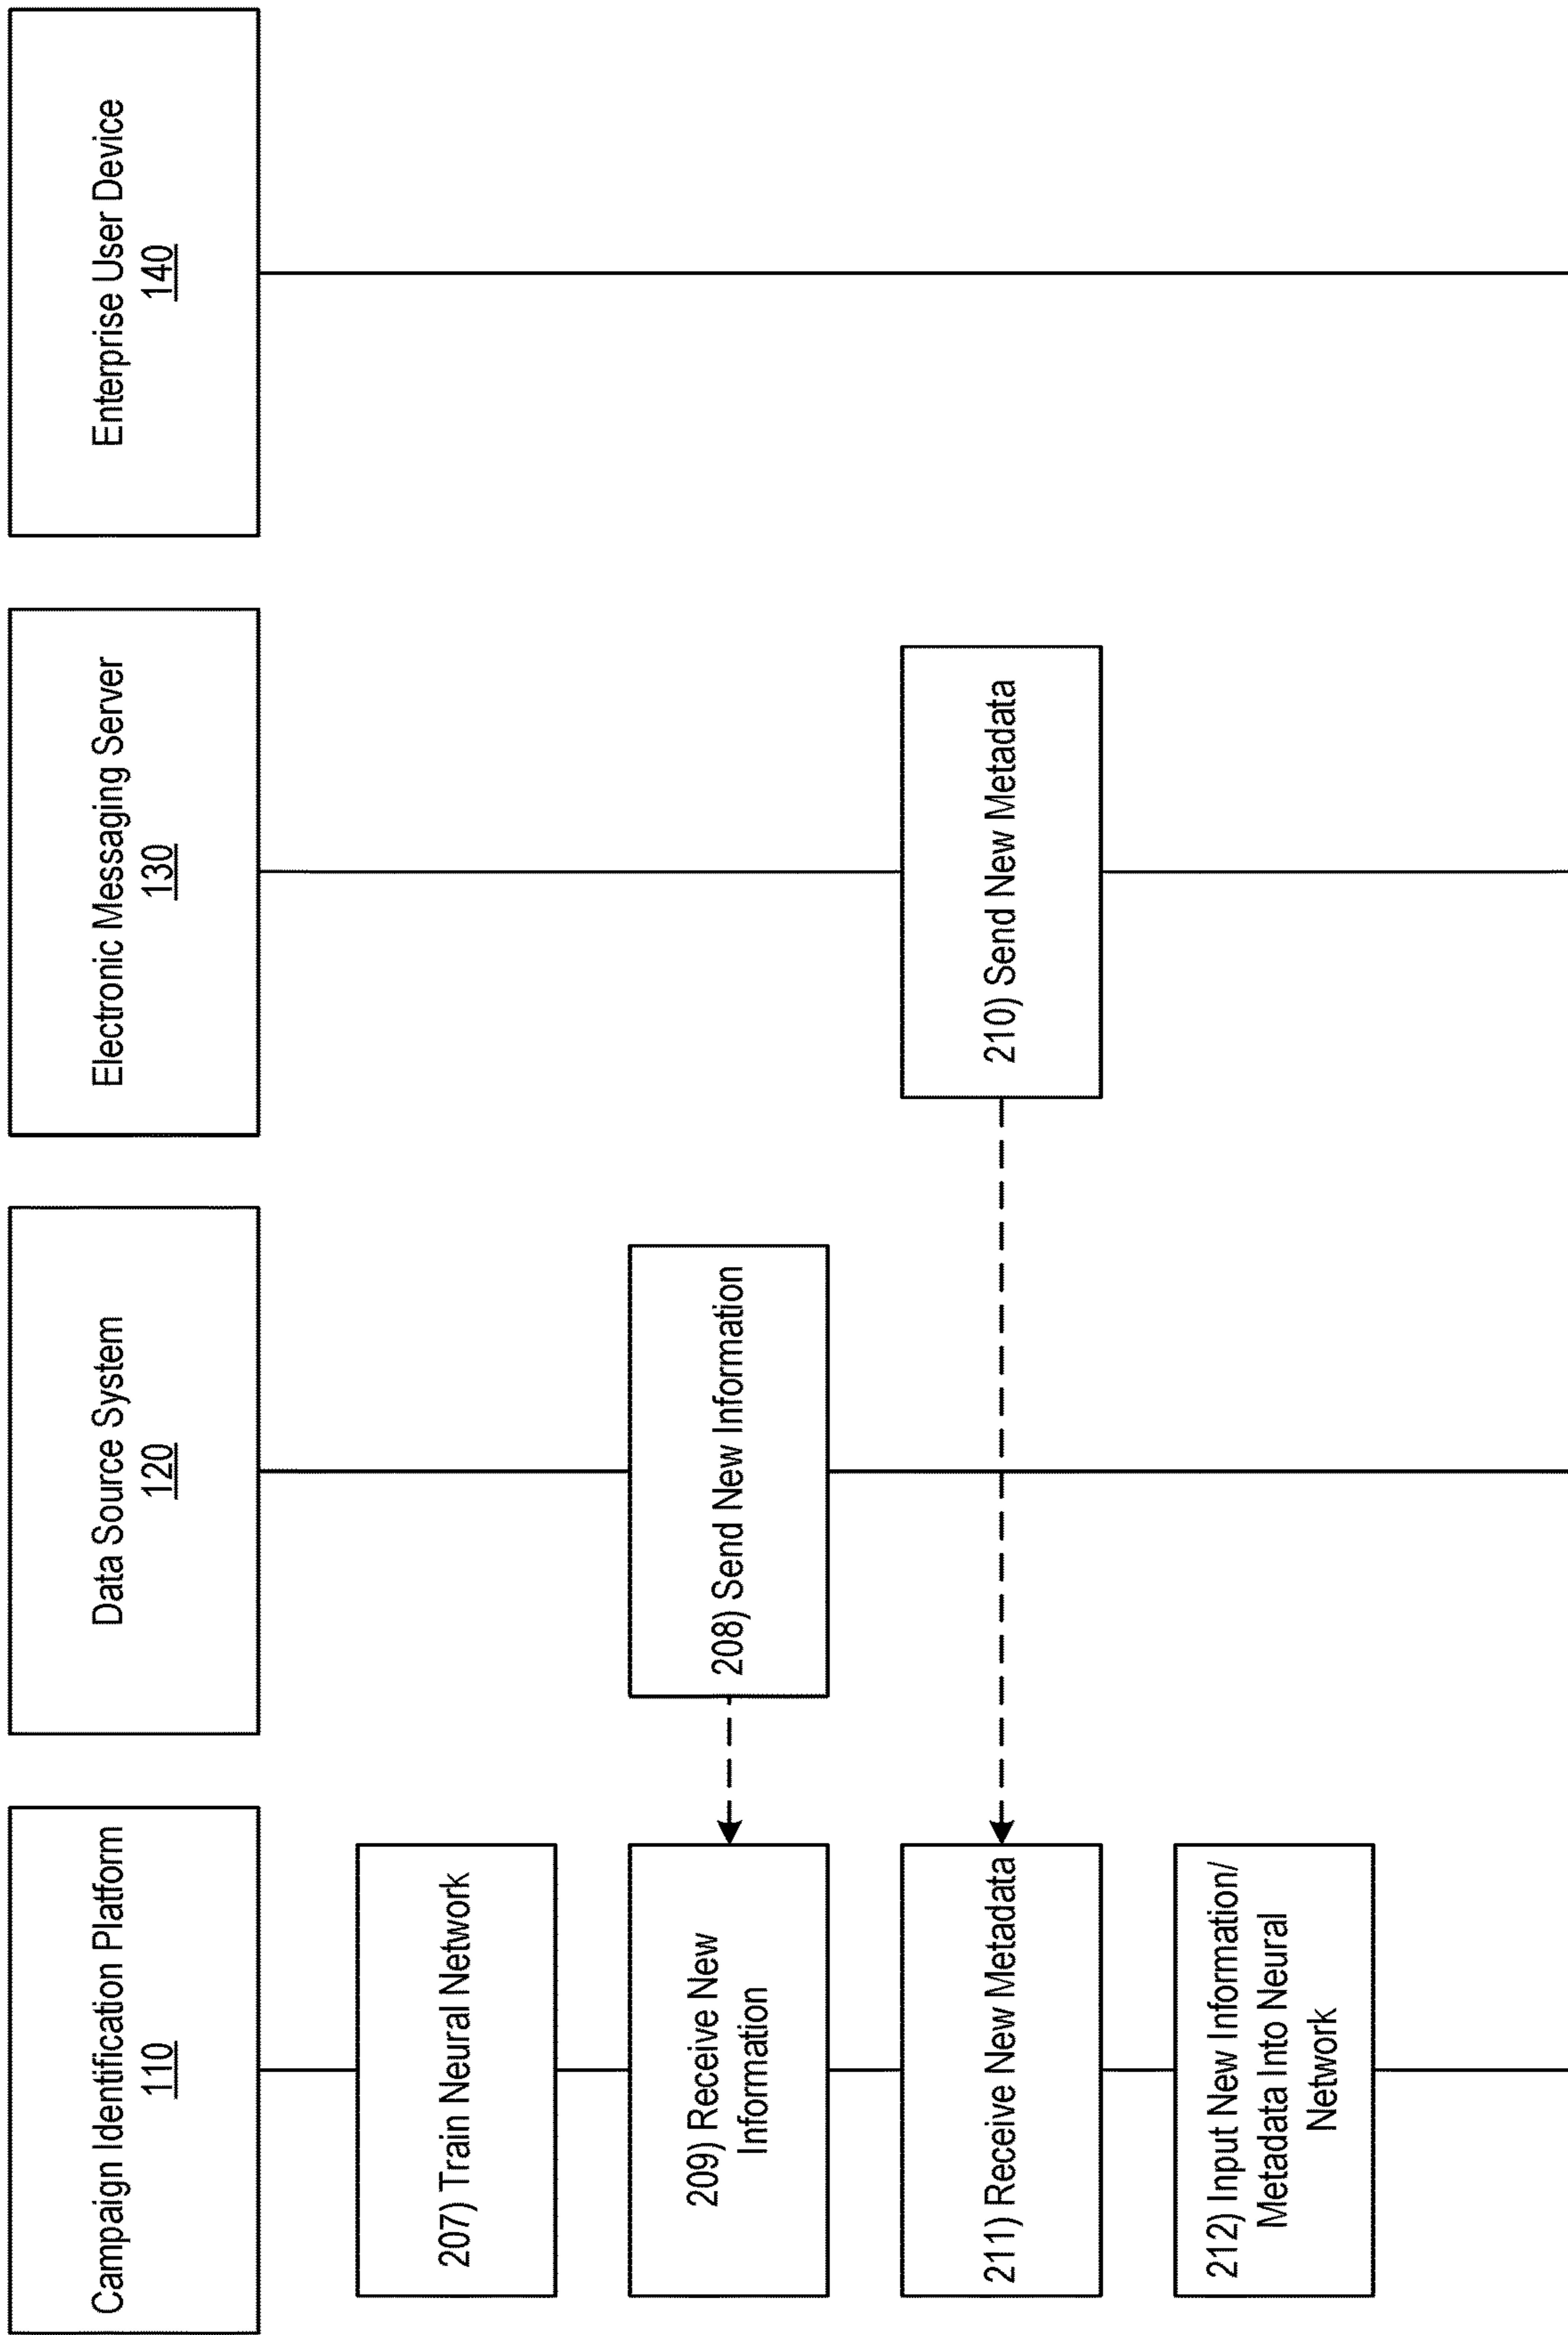 Campaign Identification Platform
110
Data Source System
120
Electronic Messaging Server
130
Enterprise User Device
140
207) Train Neural Network
208) Send New Information
209) Receive New
Information
210) Send New Metadata
211) Receive New Metadata
212) Input New Information/
Metadata Into Neural
Network